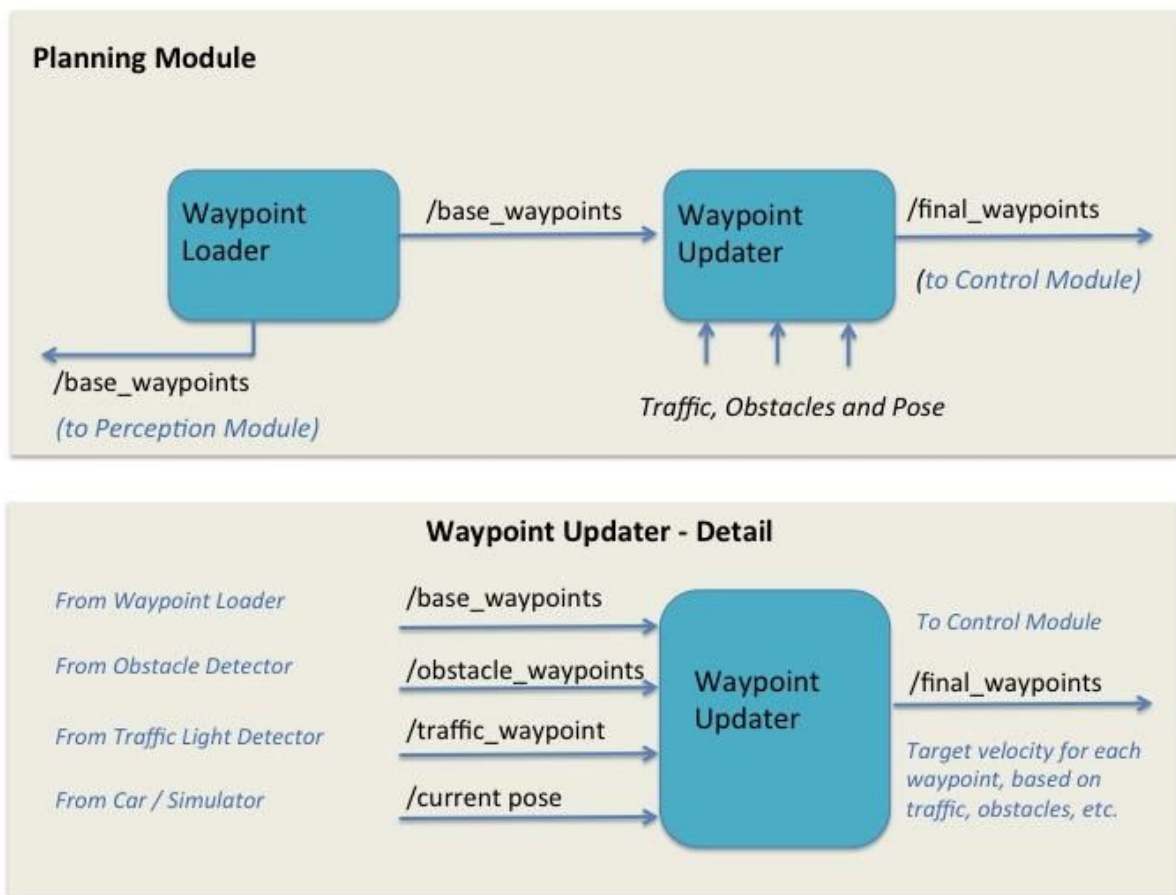 Planning Module
Waypoint
Loader
/base_waypoints
Waypoint
Updater
/final_waypoints
(to Control Module)
/base_waypoints
(to Perception Module)
Traffic, Obstacles and Pose
Waypoint Updater - Detail
From Waypoint Loader
/base_waypoints
From Obstacle Detector
/obstacle_waypoints
From Traffic Light Detector
/traffic_waypoint
From Car / Simulator
/current pose
Waypoint
Updater
To Control Module
/final_waypoints
Target velocity for each
waypoint, based on
traffic, obstacles, etc.